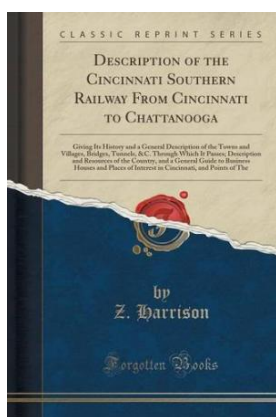 CLASSIC REPRINT SERIES
DESCRIPTION OF THE
CINCINNATI SOUTHERN
RAILWAY FROM CINCINNATI
TO CHATTANOOGA
Giving Its History and a General Description of the Towns and
Villages, Bridges, Tunnels, &C. Through Which It Passes; Description
and Resources of the Country, and a General Guide to Business
Houses and Places of Interest in Cincinnati, and Points of The
by
Z. Harrison
Forgotten Books